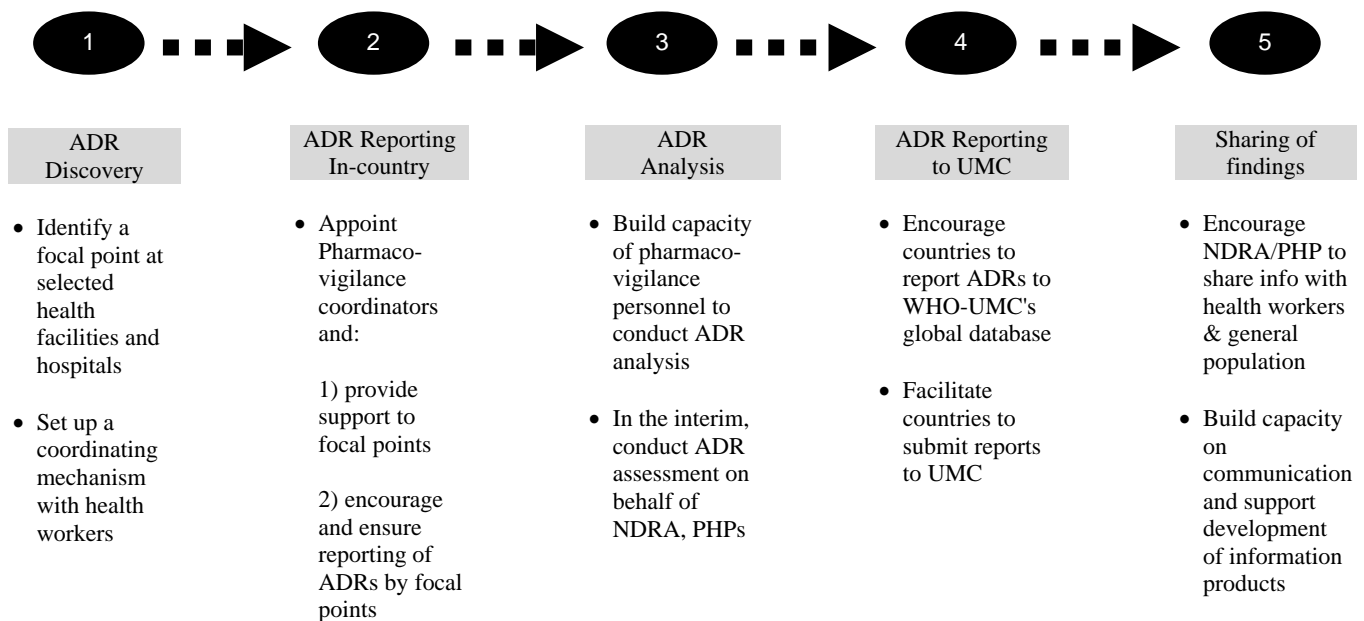 1
2
3
4
5
ADR
Discovery
• Identify a
focal point at
selected
health
facilities and
hospitals
• Set up a
coordinating
mechanism
with health
workers
ADR Reporting
In-country
• Appoint
Pharmaco-
vigilance
coordinators
and:
1) provide
support to
focal points
2) encourage
and ensure
reporting of
ADRs by focal
points
ADR
Analysis
• Build capacity
of pharmaco-
vigilance
personnel to
conduct ADR
analysis
• In the interim,
conduct ADR
assessment on
behalf of
NDRA, PHPs
ADR Reporting
to UMC
• Encourage
countries to
report ADRs to
WHO-UMC's
global database
• Facilitate
countries to
submit reports
to UMC
Sharing of
findings
• Encourage
NDRA/PHP to
share info with
health workers
& general
population
• Build capacity
on
communication
and support
development
of information
products